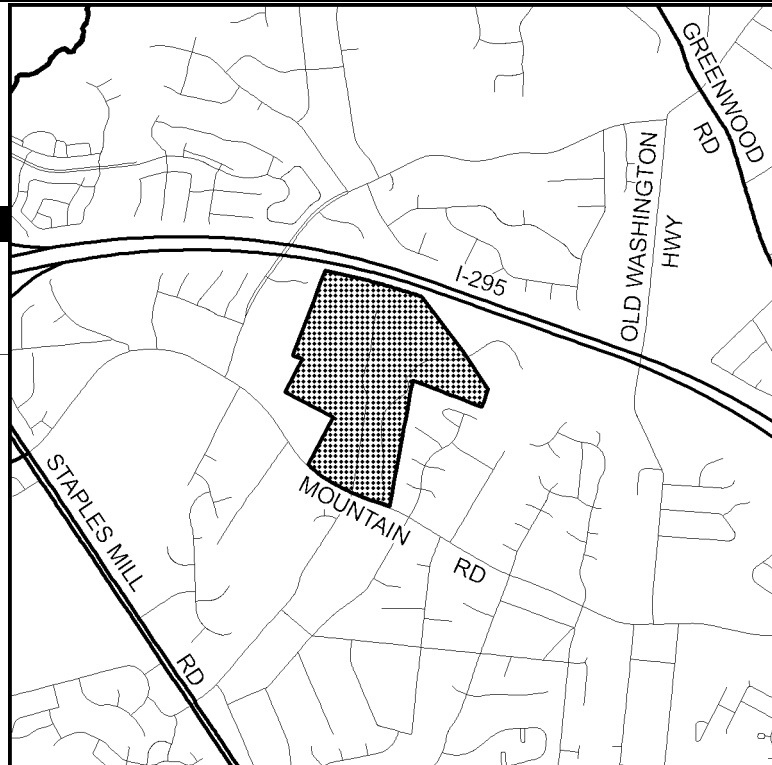 GREENWOOD
RD
OLD WASHINGTON
HWY
I-295
STAPLES MILL
RD
MOUNTAIN
RD